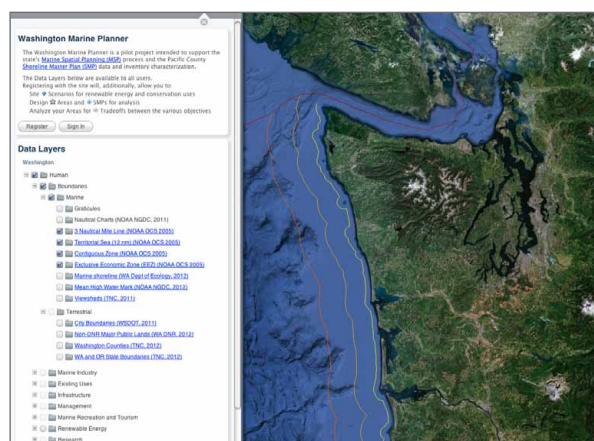 Washington Marine Planner
The Washington Marine Planner is a pilot project intended to support the
state's Marine Spatial Planning (MSP) process and the Pacific County
Shoreline Master Plan (SMP) data and inventory characterization.
The Data Layers below are available to all users.
Registering with the site will, additionally, allow you to:
Site Scenarios for renewable energy and conservation uses
Design Areas and SMPs for analysis
Analyze your Areas for Tradeoffs between the various objectives
Register Sign In
Data Layers
Washington
Human
Boundaries
Marine
Graticules
Nautical Charts (NOAA NGDC, 2011)
3 Nautical Mile Line (NOAA OCS 2005)
Territorial Sea (12 nm) (NOAA OCS 2005)
Contiguous Zone (NOAA OCS 2005)
Exclusive Economic Zone (EEZ) (NOAA OCS 2005)
Marine shoreline (WA Dept of Ecology, 2012)
Mean High Water Mark (NOAA NGDC, 2012)
Viewsheds (TNC, 2011)
Terrestrial
City Boundaries (WSDOT, 2011)
Non-DNR Major Public Lands (WA DNR, 2012)
Washington Counties (TNC, 2012)
WA and OR State Boundaries (TNC, 2012)
Marine Industry
Existing Uses
Infrastructure
Management
Marine Recreation and Tourism
Renewable Energy
Research